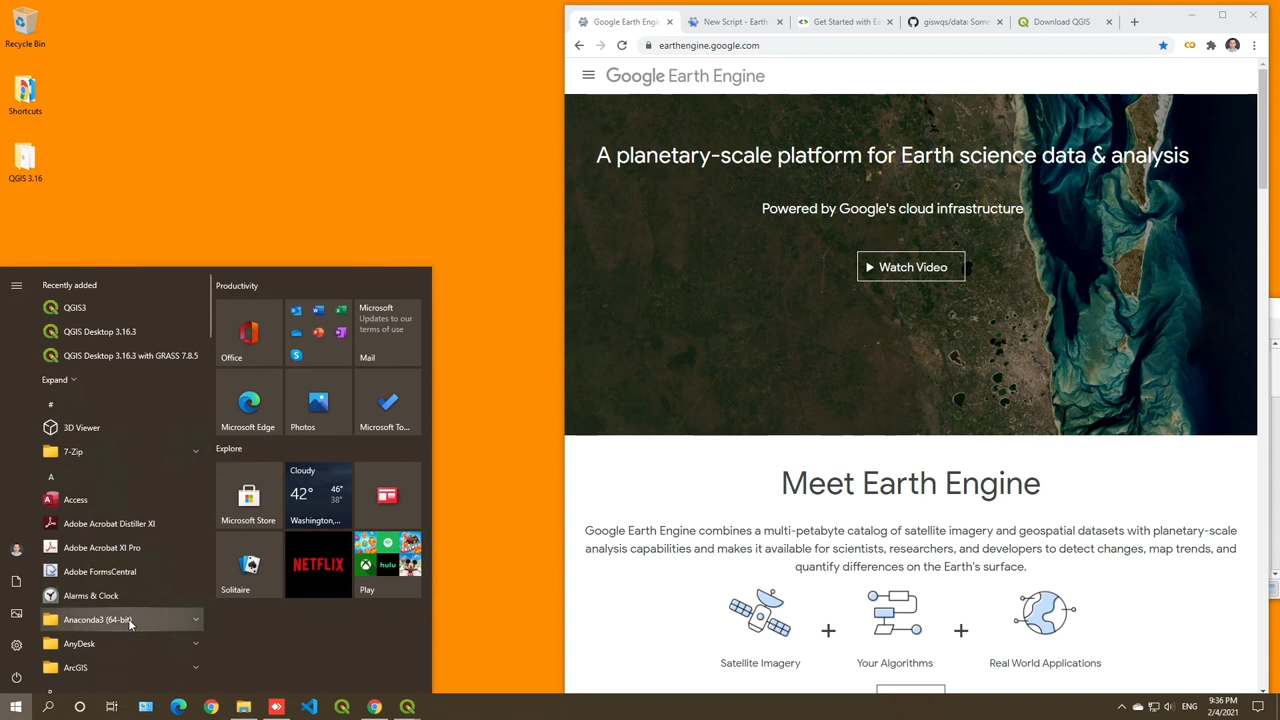 Recycle Bin
Shortcuts
QGIS 3.16
Google Earth Engin
New Script - Earth E
Get Started with Ea
giswqs/data: Some
Download QGIS
earthengine.google.com
Google Earth Engine
A planetary-scale platform for Earth science data & analysis
Powered by Google's cloud infrastructure
Watch Video
Meet Earth Engine
Google Earth Engine combines a multi-petabyte catalog of satellite imagery and geospatial datasets with planetary-scale
analysis capabilities and makes it available for scientists, researchers, and developers to detect changes, map trends, and
quantify differences on the Earth's surface.
Satellite Imagery
+
Your Algorithms
+
Real World Applications
Recently added
QGIS3
QGIS Desktop 3.16.3
QGIS Desktop 3.16.3 with GRASS 7.8.5
Expand
#
3D Viewer
7-Zip
A
Access
Adobe Acrobat Distiller XI
Adobe Acrobat XI Pro
Adobe FormsCentral
Alarms & Clock
Anaconda3 (64-bit)
AnyDesk
ArcGIS
Productivity
Office
Microsoft
Updates to our
terms of use
Mail
Microsoft Edge
Photos
Microsoft To...
Explore
Microsoft Store
Cloudy
42°
46°
38°
Washington,...
Solitaire
NETFLIX
hulu
Play
ENG
9:36 PM
2/4/2021